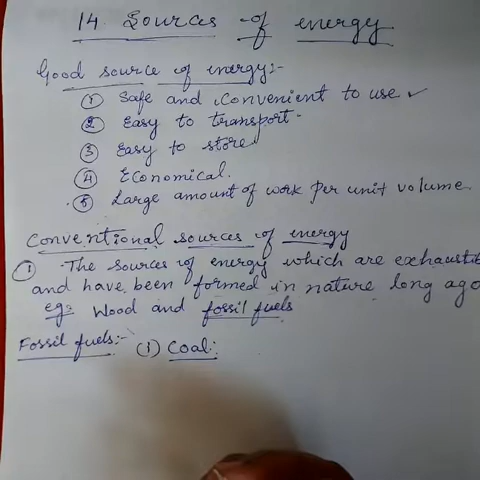 14. Sources of energy
Good source of energy:-
① Safe and convenient to use ✓
② Easy to transport-
③ Easy to store
④ Economical.
⑤ Large amount of work per unit volume.
Conventional sources of energy
① The sources of energy which are exhaustib
and have been formed in nature long ago
eg: Wood and fossil fuels
Fossil fuels:- (1) Coal: